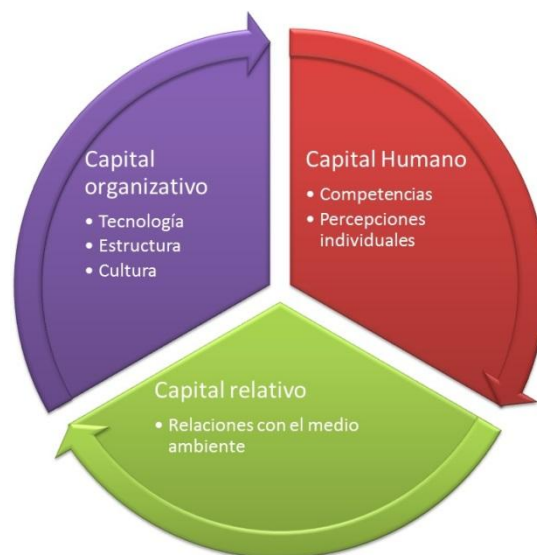 Capital
organizativo
• Tecnología
• Estructura
• Cultura
Capital Humano
• Competencias
• Percepciones
individuales
Capital relativo
• Relaciones con el medio
ambiente